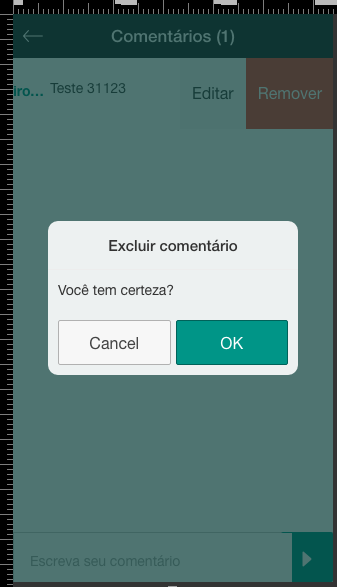 Comentários (1)
iro... Teste 31123 Editar Remover
Excluir comentário
Você tem certeza?
Cancel OK
Escreva seu comentário